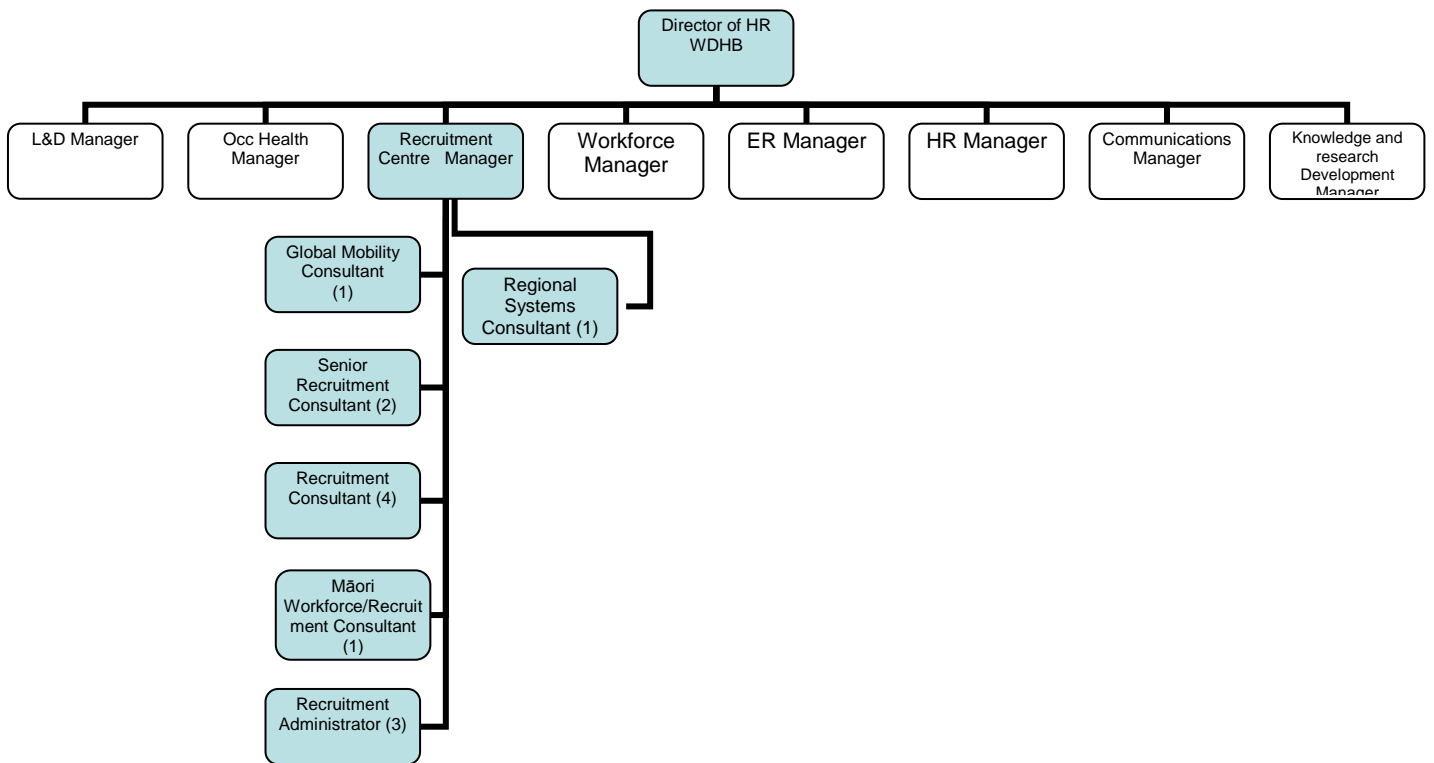 Director of HR
WDHB
L&D Manager
Occ Health
Manager
Recruitment
Centre Manager
Workforce
Manager
ER Manager
HR Manager
Communications
Manager
Knowledge and
research
Development
Manager
Global Mobility
Consultant
(1)
Regional
Systems
Consultant (1)
Senior
Recruitment
Consultant (2)
Recruitment
Consultant (4)
Māori
Workforce/Recruit
ment Consultant
(1)
Recruitment
Administrator (3)